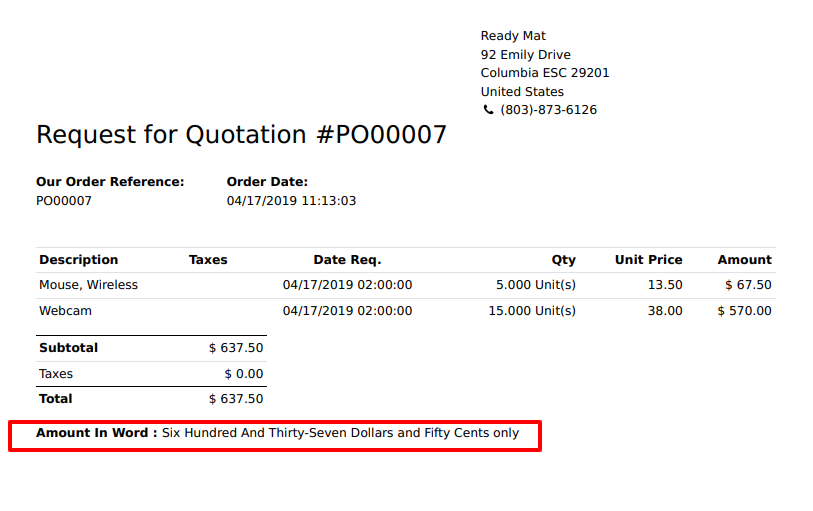 Ready Mat
92 Emily Drive
Columbia ESC 29201
United States
(803)-873-6126
Request for Quotation #PO00007
Our Order Reference: Order Date:
PO00007 04/17/2019 11:13:03
Description Taxes Date Req. Qty Unit Price Amount
Mouse, Wireless 04/17/2019 02:00:00 5.000 Unit(s) 13.50 $ 67.50
Webcam 04/17/2019 02:00:00 15.000 Unit(s) 38.00 $ 570.00
Subtotal $ 637.50
Taxes $ 0.00
Total $ 637.50
Amount In Word : Six Hundred And Thirty-Seven Dollars and Fifty Cents only